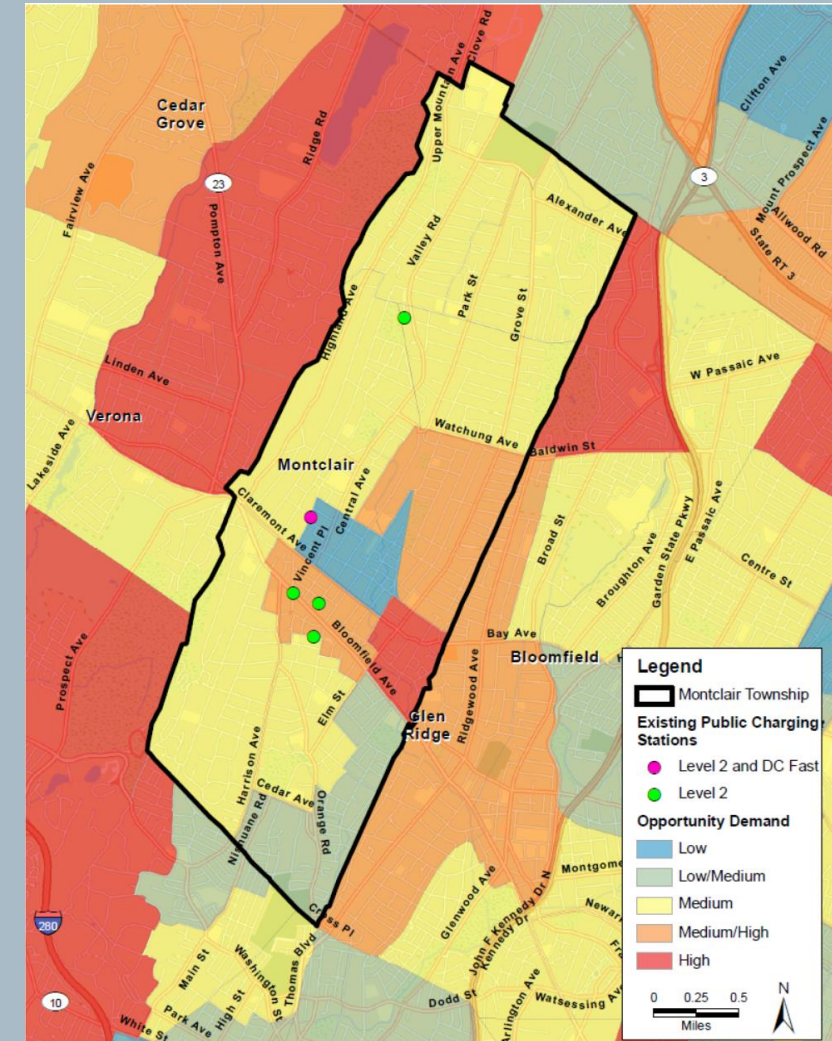 Clove Rd
Upper Mountain Ave
Clifton Ave
Cedar
Grove
Ridge Rd
Mount Prospect Ave
Fairview Ave
23
3
Pompton Ave
Alexander Ave
Allwood Rd
State RT 3
Valley Rd
Park St
Grove St
Highland Ave
Linden Ave
W Passaic Ave
Verona
Lakeside Ave
Watchung Ave
Baldwin St
Montclair
Central Ave
Claremont Ave
Vincent Pl
Broad St
Garden State Pkwy
E Passaic Ave
Broughton Ave
Centre St
Bloomfield Ave
Bay Ave
Bloomfield
Prospect Ave
Ridgewood Ave
Elm St
Glen
Ridge
Harrison Ave
Cedar Ave
Orange Rd
Nishuane Rd
Cross Pl
Glenwood Ave
John F Kennedy Dr N
Kennedy Dr
Montgome
Newark
Fra
280
Main St
Washington St
Thomas Blvd
High St
Park Ave
10
White St
Dodd St
Arlington Ave
Watsessing Av
Legend
Montclair Township
Existing Public Charging
Stations
Level 2 and DC Fast
Level 2
Opportunity Demand
Low
Low/Medium
Medium
Medium/High
High
0 0.25 0.5
Miles
N